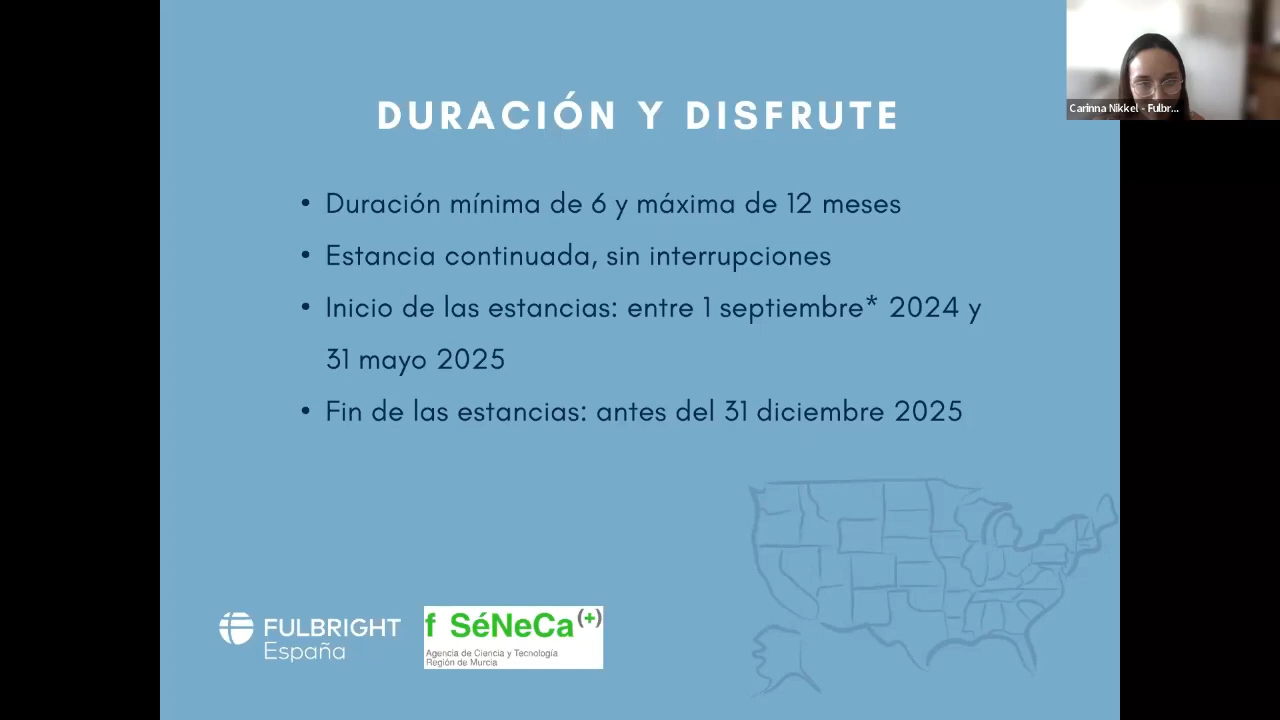 DURACIÓN Y DISFRUTE
Carinna Nikkel - Fulbr...
• Duración mínima de 6 y máxima de 12 meses
• Estancia continuada, sin interrupciones
• Inicio de las estancias: entre 1 septiembre* 2024 y
31 mayo 2025
• Fin de las estancias: antes del 31 diciembre 2025
FULBRIGHT
España
f SéNeCa(+)
Agencia de Ciencia y Tecnología
Región de Murcia